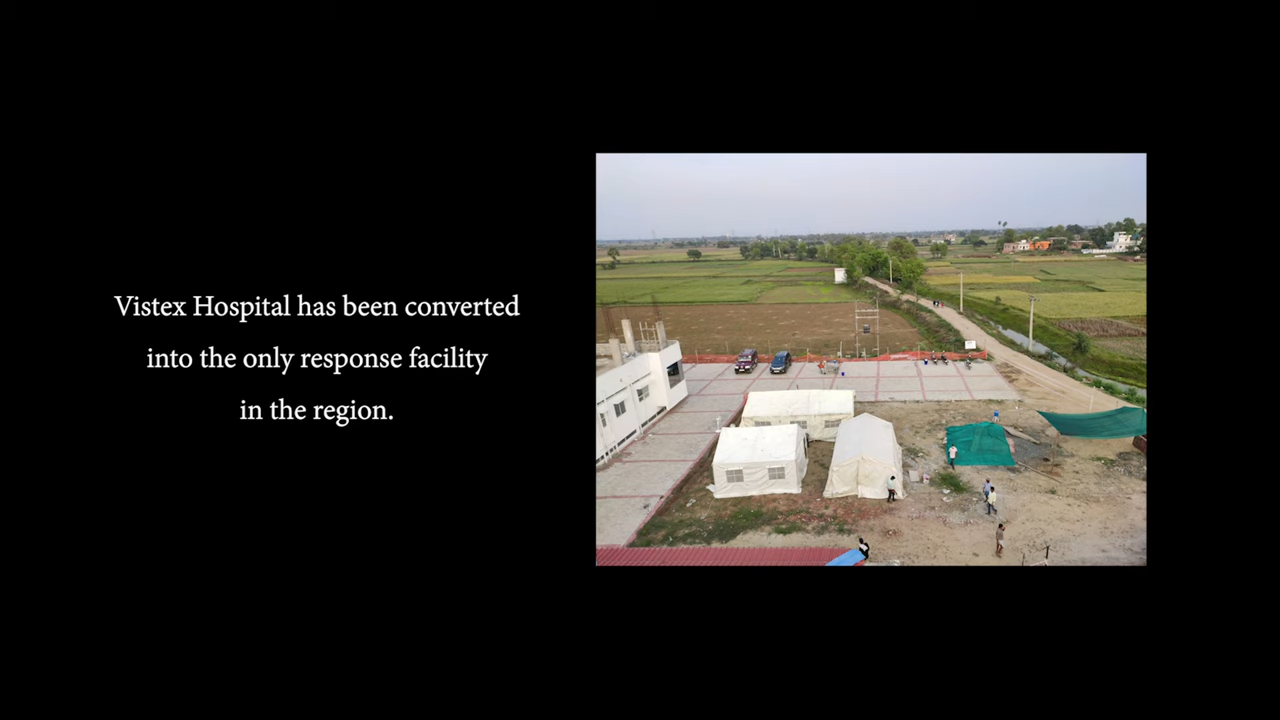 Vistex Hospital has been converted
into the only response facility
in the region.